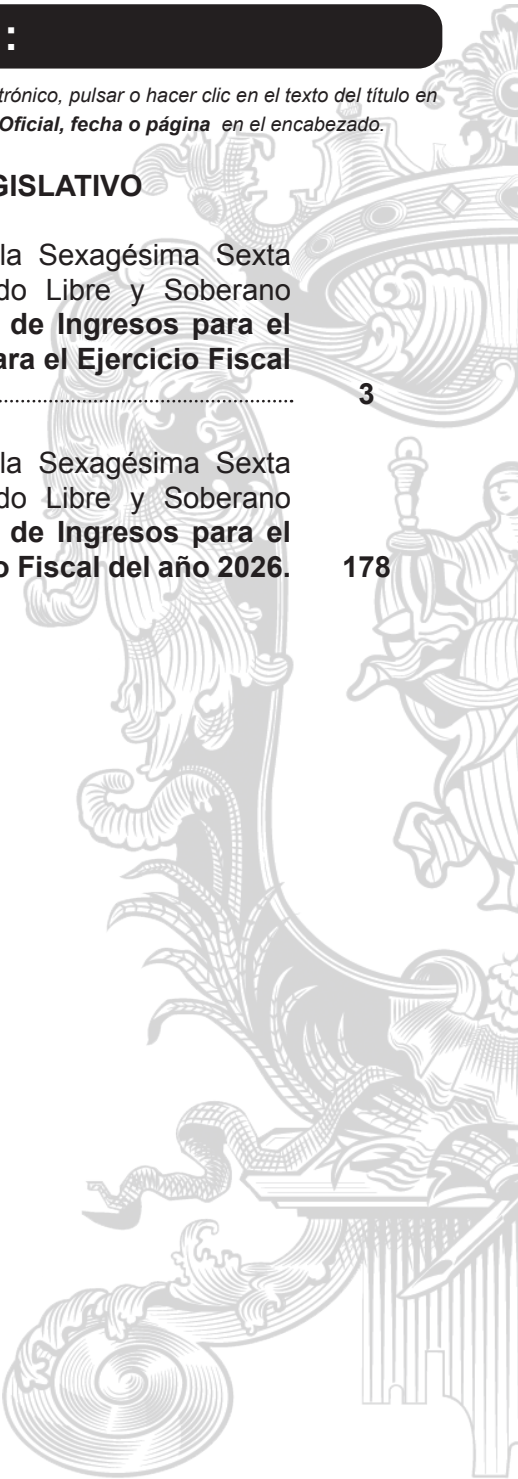 :
trónico, pulsar o hacer clic en el texto del título en
Oficial, fecha o página en el encabezado.
GISLATIVO
la Sexagésima Sexta
do Libre y Soberano
de Ingresos para el
ara el Ejercicio Fiscal
3
la Sexagésima Sexta
do Libre y Soberano
de Ingresos para el
o Fiscal del año 2026. 178